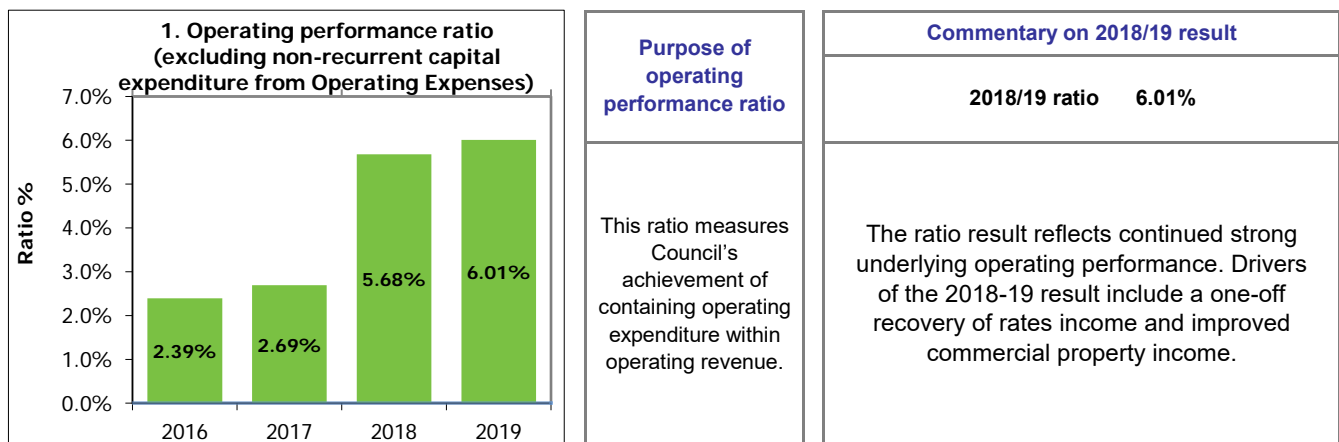 1. Operating performance ratio
(excluding non-recurrent capital
expenditure from Operating Expenses)
7.0%
6.0%
5.0%
4.0%
3.0%
2.0%
1.0%
0.0%
Ratio %
2.39%
2.69%
5.68%
6.01%
2016
2017
2018
2019
Purpose of
operating
performance ratio
This ratio measures
Council’s
achievement of
containing operating
expenditure within
operating revenue.
Commentary on 2018/19 result
2018/19 ratio 6.01%
The ratio result reflects continued strong
underlying operating performance. Drivers
of the 2018-19 result include a one-off
recovery of rates income and improved
commercial property income.